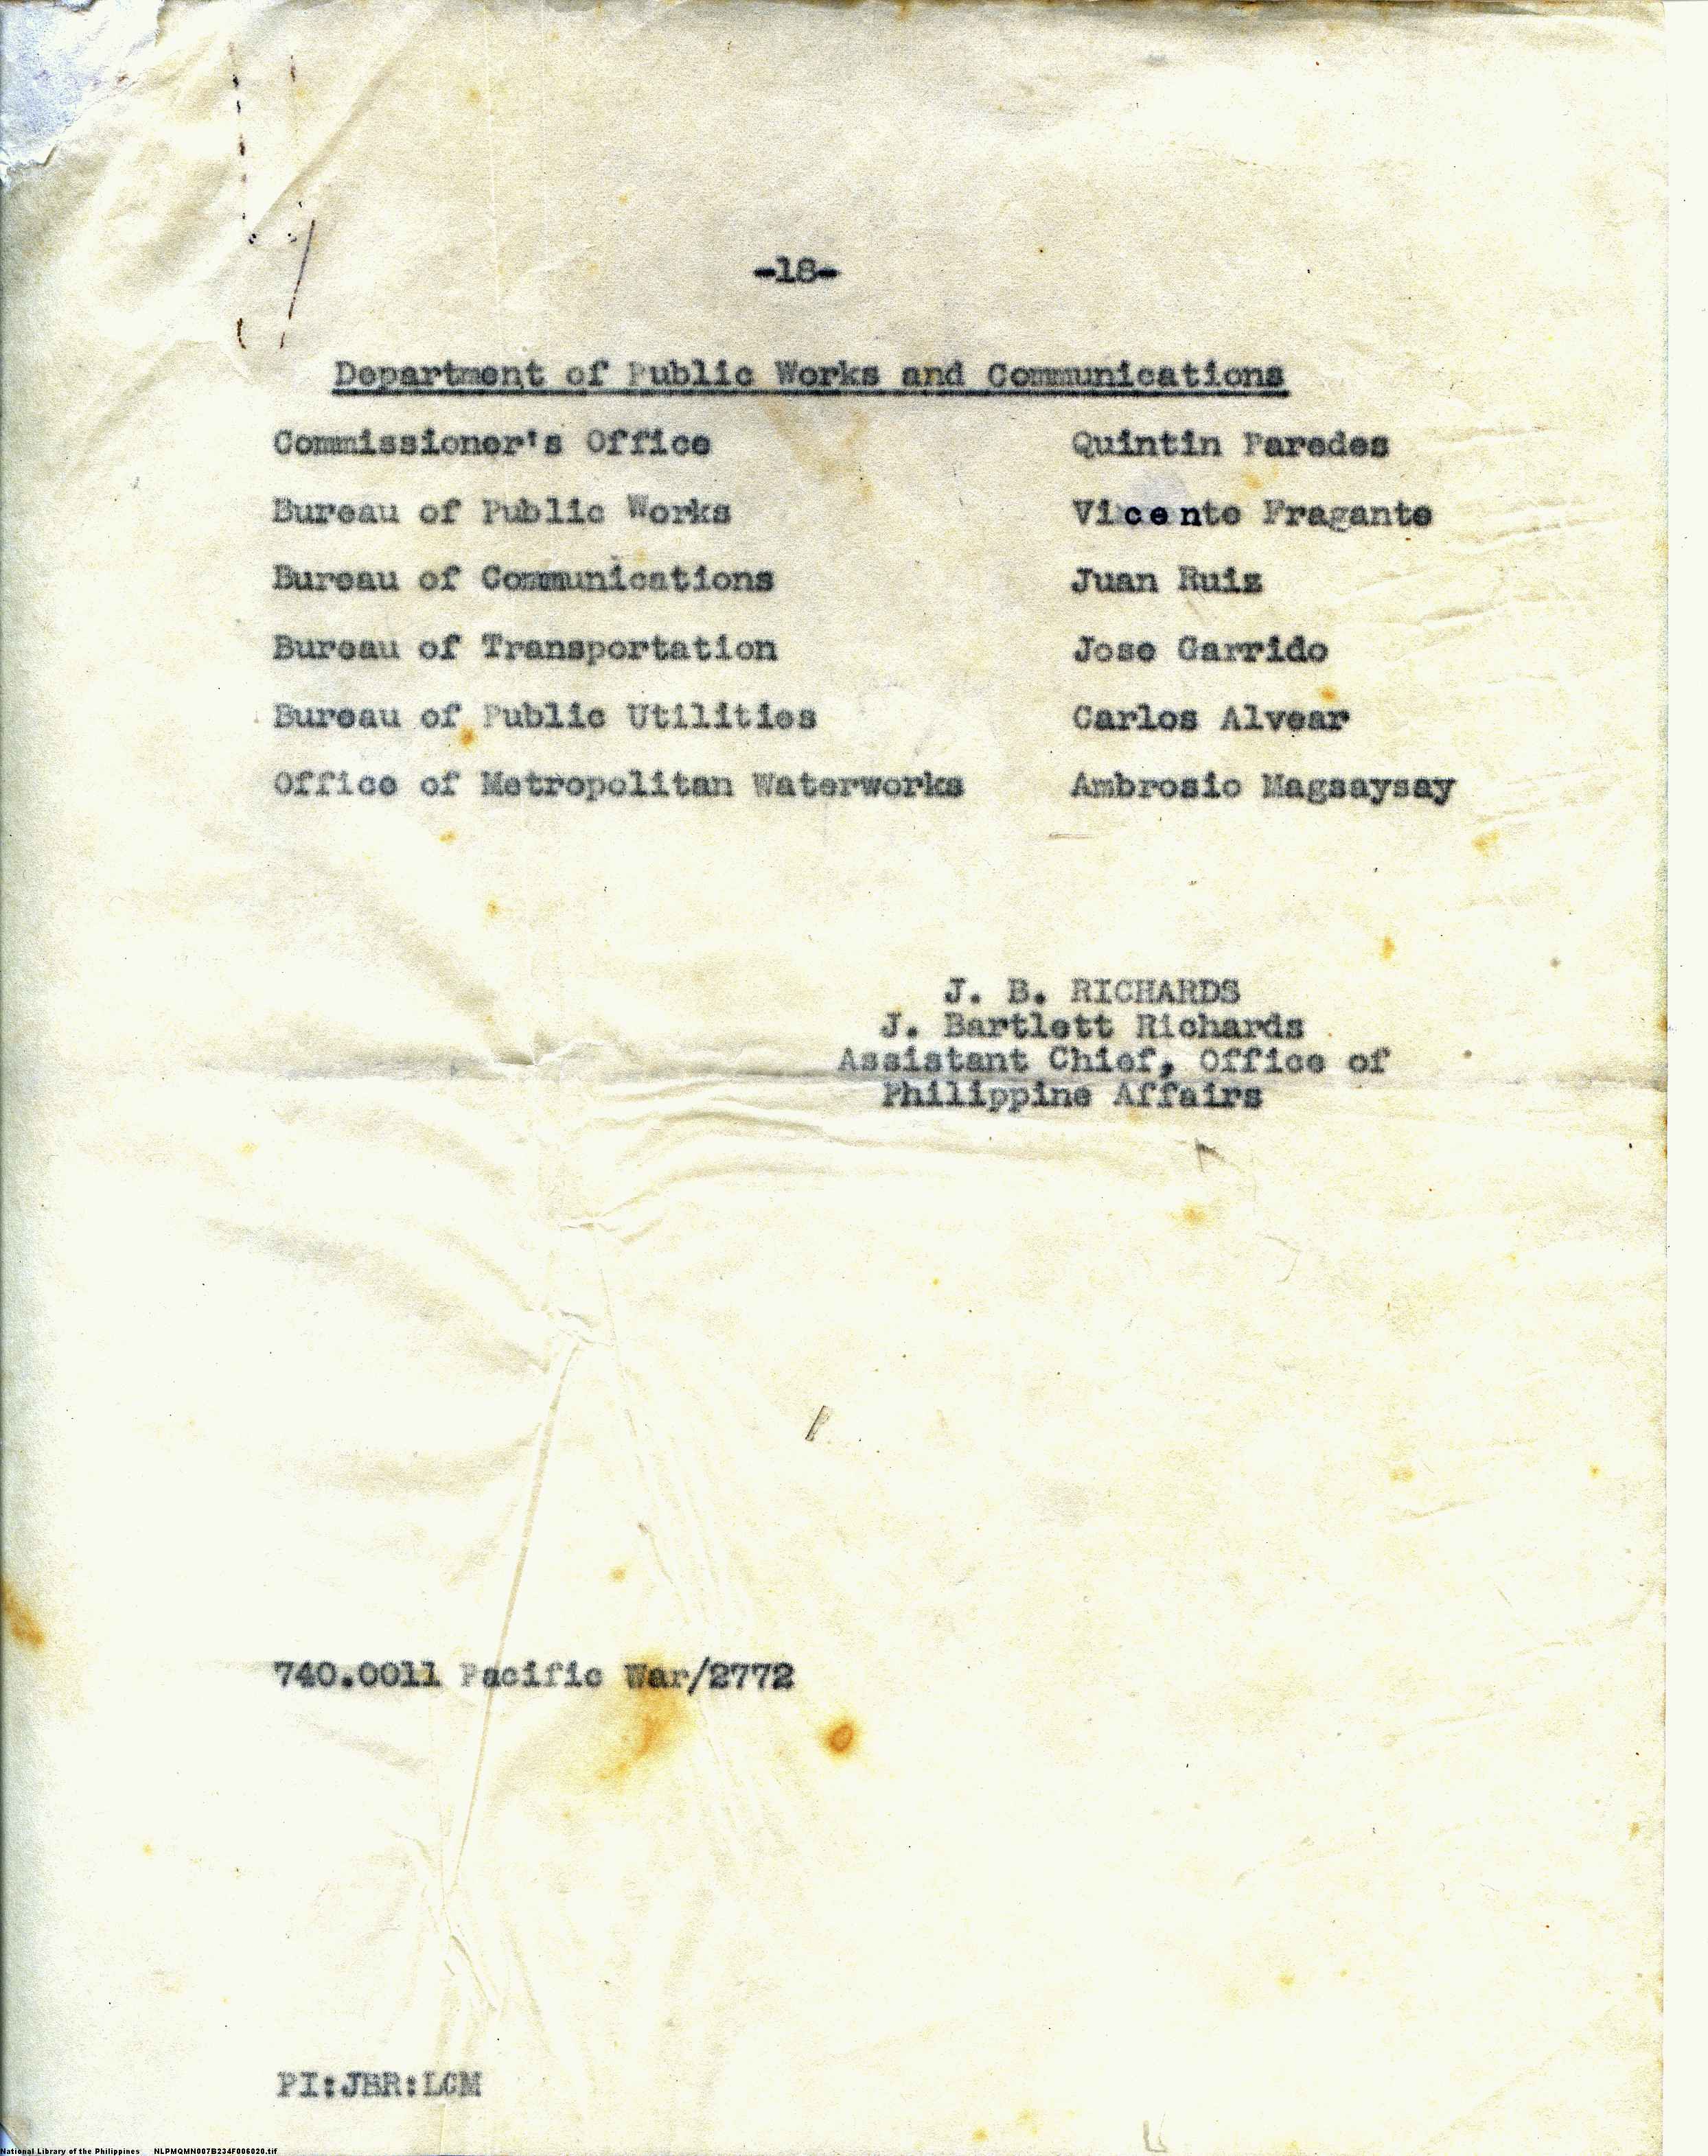 -18-
Department of Public Works and Communications
Commissioner's Office Quintin Paredes
Bureau of Public Works Vicente Fragante
Bureau of Communications Juan Ruiz
Bureau of Transportation Jose Garrido
Bureau of Public Utilities Carlos Alvear
Office of Metropolitan Waterworks Ambrosio Magsaysay
J. B. RICHARDS
J. Bartlett Richards
Assistant Chief, Office of
Philippine Affairs
740.0011 Pacific War/2772
PI:JBR:LCM
National Library of the Philippines NLPMQMN007B234F006020.tif